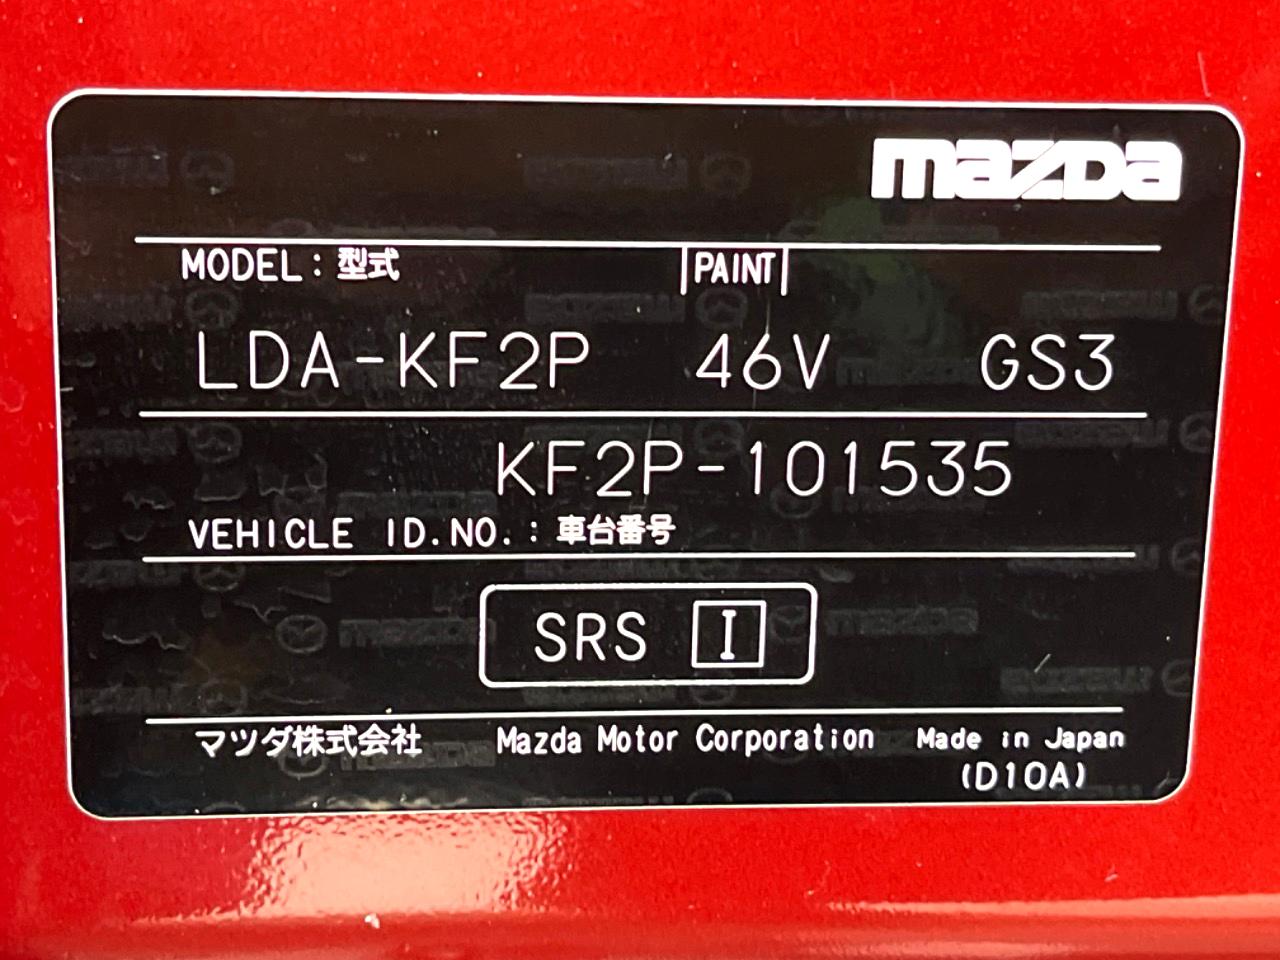 mazda
MODEL : 型式 PAINT
LDA-KF2P 46V GS3
KF2P-101535
VEHICLE ID.NO. : 車台番号
SRS I
マツダ株式会社 Mazda Motor Corporation Made in Japan
(D10A)